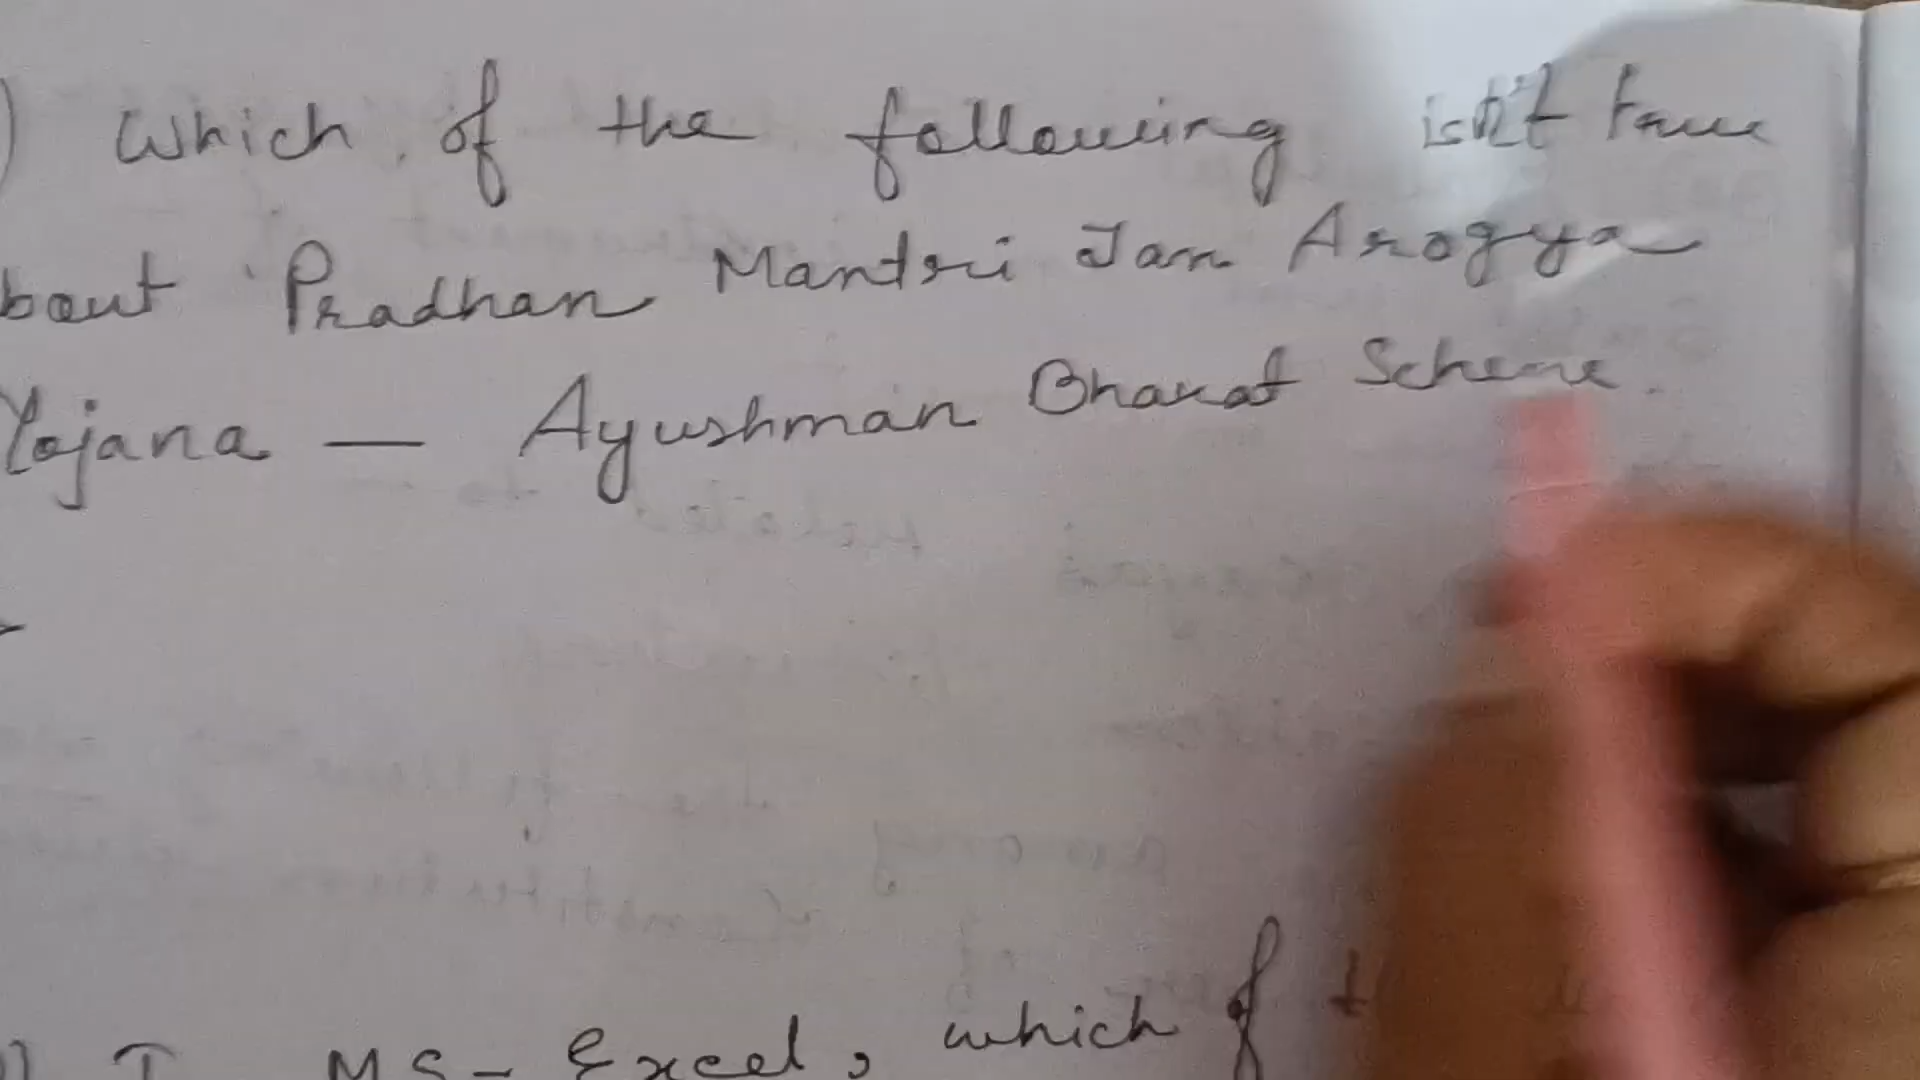 ) Which of the following isn't true
bout Pradhan Mantri Jan Arogya
Yojana — Ayushman Bharat Scheme.
MS-Excel, which of